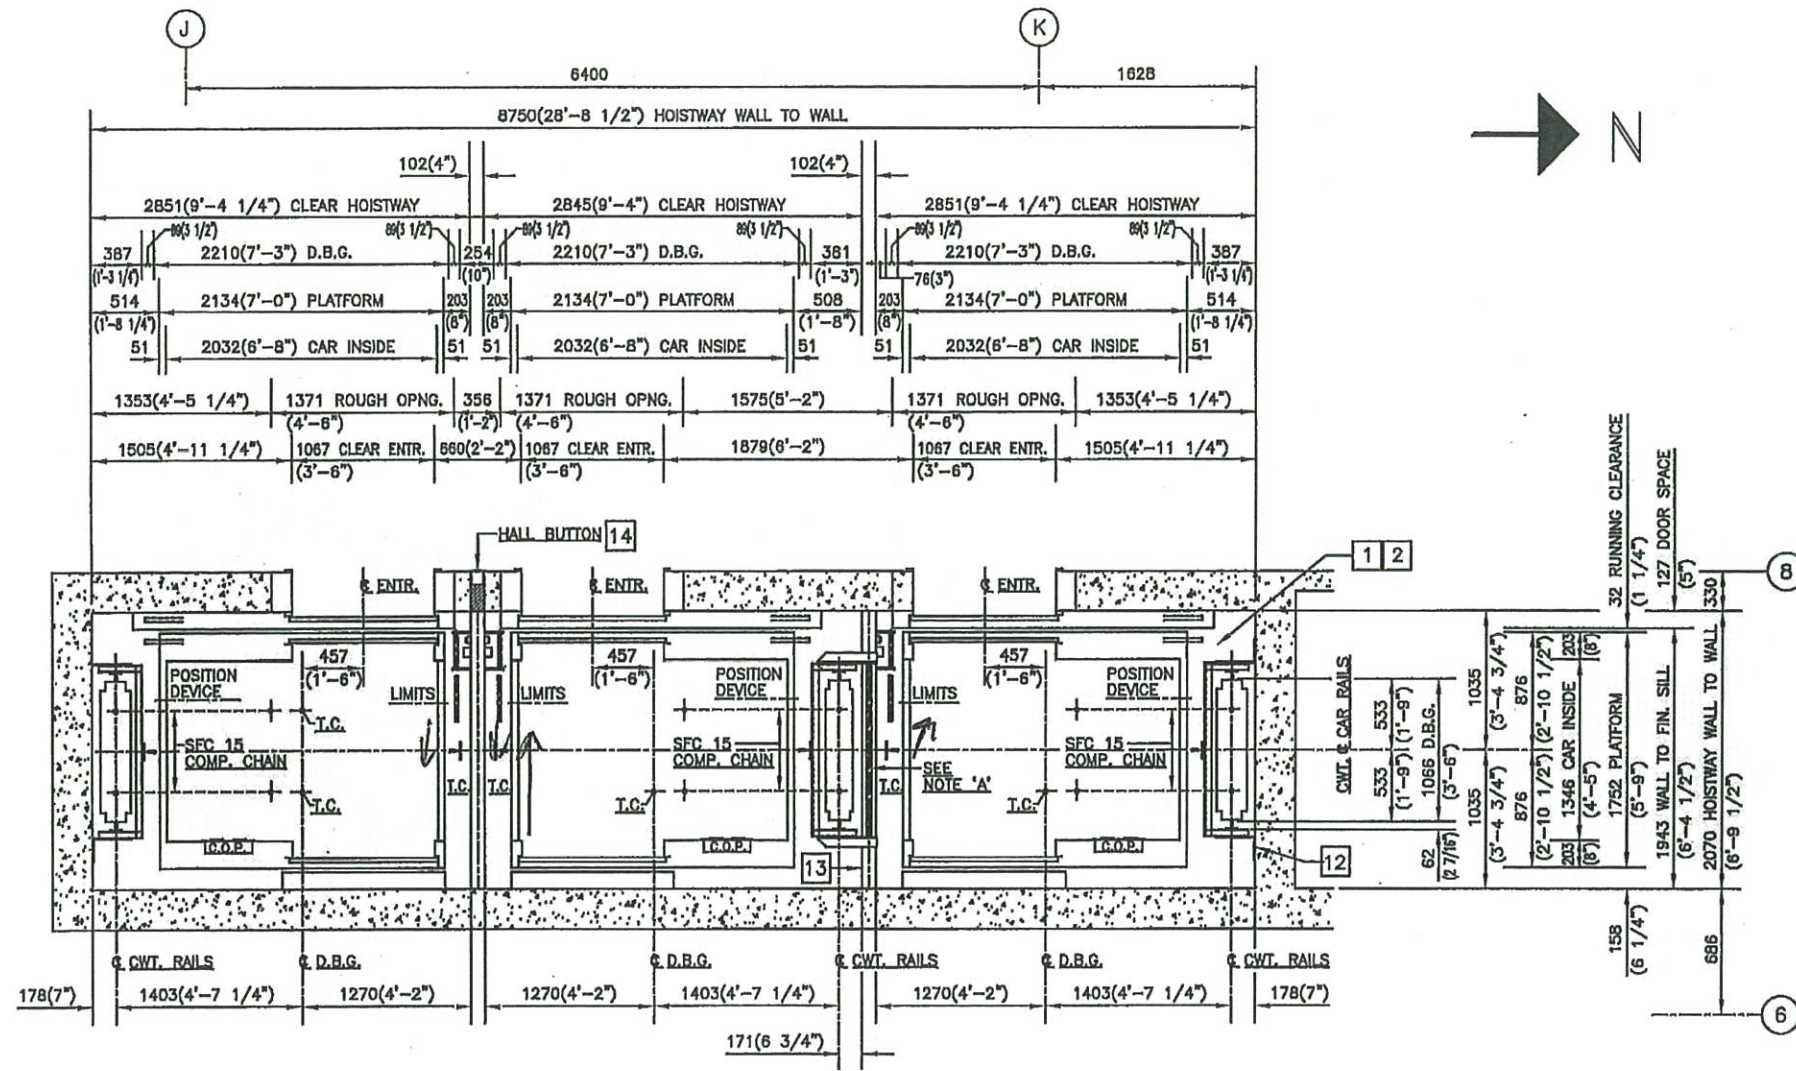 J K
6400 1628
8750(28'-8 1/2") HOISTWAY WALL TO WALL
N
102(4") 102(4")
2851(9'-4 1/4") CLEAR HOISTWAY 2845(9'-4") CLEAR HOISTWAY 2851(9'-4 1/4") CLEAR HOISTWAY
89(3 1/2") 89(3 1/2") 89(3 1/2") 89(3 1/2") 89(3 1/2") 89(3 1/2")
387 2210(7'-3") D.B.G. 254 2210(7'-3") D.B.G. 381 2210(7'-3") D.B.G. 387
(1'-3 1/4") (10") (1'-3") 76(3") (1'-3 1/4")
514 2134(7'-0") PLATFORM 203 203 2134(7'-0") PLATFORM 508 203 2134(7'-0") PLATFORM 514
(1'-8 1/4") (8") (8") (1'-8") (8") (1'-8 1/4")
51 2032(6'-8") CAR INSIDE 51 51 2032(6'-8") CAR INSIDE 51 51 2032(6'-8") CAR INSIDE 51
1353(4'-5 1/4") 1371 ROUGH OPNG. 356 1371 ROUGH OPNG. 1575(5'-2") 1371 ROUGH OPNG. 1353(4'-5 1/4")
(4'-6") (1'-2") (4'-6") (4'-6")
1505(4'-11 1/4") 1067 CLEAR ENTR. 660(2'-2") 1067 CLEAR ENTR. 1879(6'-2") 1067 CLEAR ENTR. 1505(4'-11 1/4")
(3'-6") (3'-6") (3'-6")
HALL BUTTON 14
1 2
℄ ENTR. ℄ ENTR. ℄ ENTR.
457 457 457
(1'-6") (1'-6") (1'-6")
POSITION DEVICE LIMITS LIMITS POSITION DEVICE LIMITS POSITION DEVICE
T.C.
SFC 15 COMP. CHAIN SFC 15 COMP. CHAIN SFC 15 COMP. CHAIN
SEE NOTE 'A'
T.C. T.C. T.C. T.C. T.C. T.C.
C.O.P. C.O.P. C.O.P.
13 12
℄ CWT. RAILS ℄ D.B.G. ℄ D.B.G. ℄ CWT. RAILS ℄ D.B.G. ℄ CWT. RAILS
178(7") 1403(4'-7 1/4") 1270(4'-2") 1270(4'-2") 1403(4'-7 1/4") 1270(4'-2") 1403(4'-7 1/4") 178(7")
171(6 3/4")
CWT. ℄ CAR RAILS
533 (1'-9")
533 (1'-9")
1066 D.B.G. (3'-6")
62 (2 7/16")
1035 (3'-4 3/4")
1035 (3'-4 3/4")
876 (2'-10 1/2")
876 (2'-10 1/2")
203 (8")
1346 CAR INSIDE (4'-5")
203 (8")
32 RUNNING CLEARANCE (1 1/4")
1752 PLATFORM (5'-9")
127 DOOR SPACE (5")
1943 WALL TO FIN. SILL (6'-4 1/2")
330
2070 HOISTWAY WALL TO WALL (6'-9 1/2")
158 (6 1/4")
686
8
6